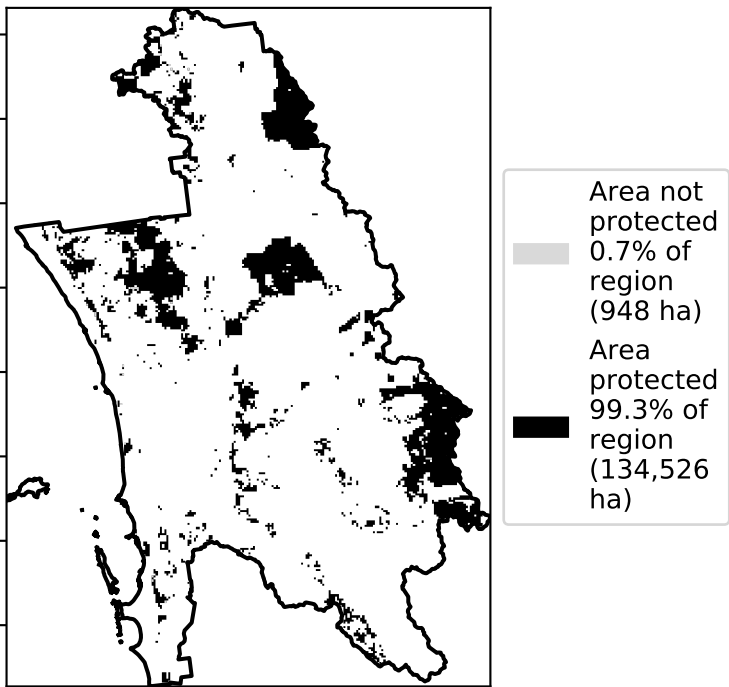 Area not
protected
0.7% of
region
(948 ha)
Area
protected
99.3% of
region
(134,526
ha)